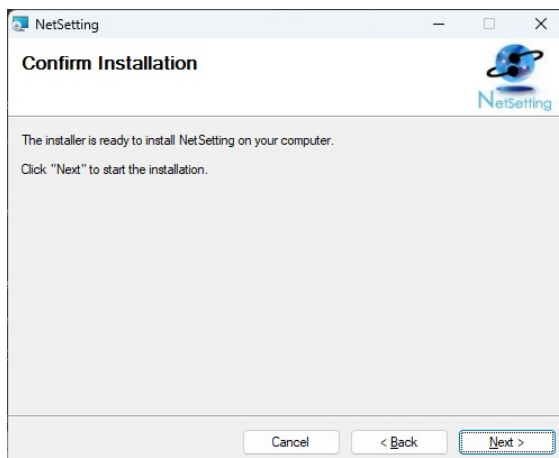 NetSetting
Confirm Installation
NetSetting
The installer is ready to install NetSetting on your computer.
Click "Next" to start the installation.
Cancel
< Back
Next >